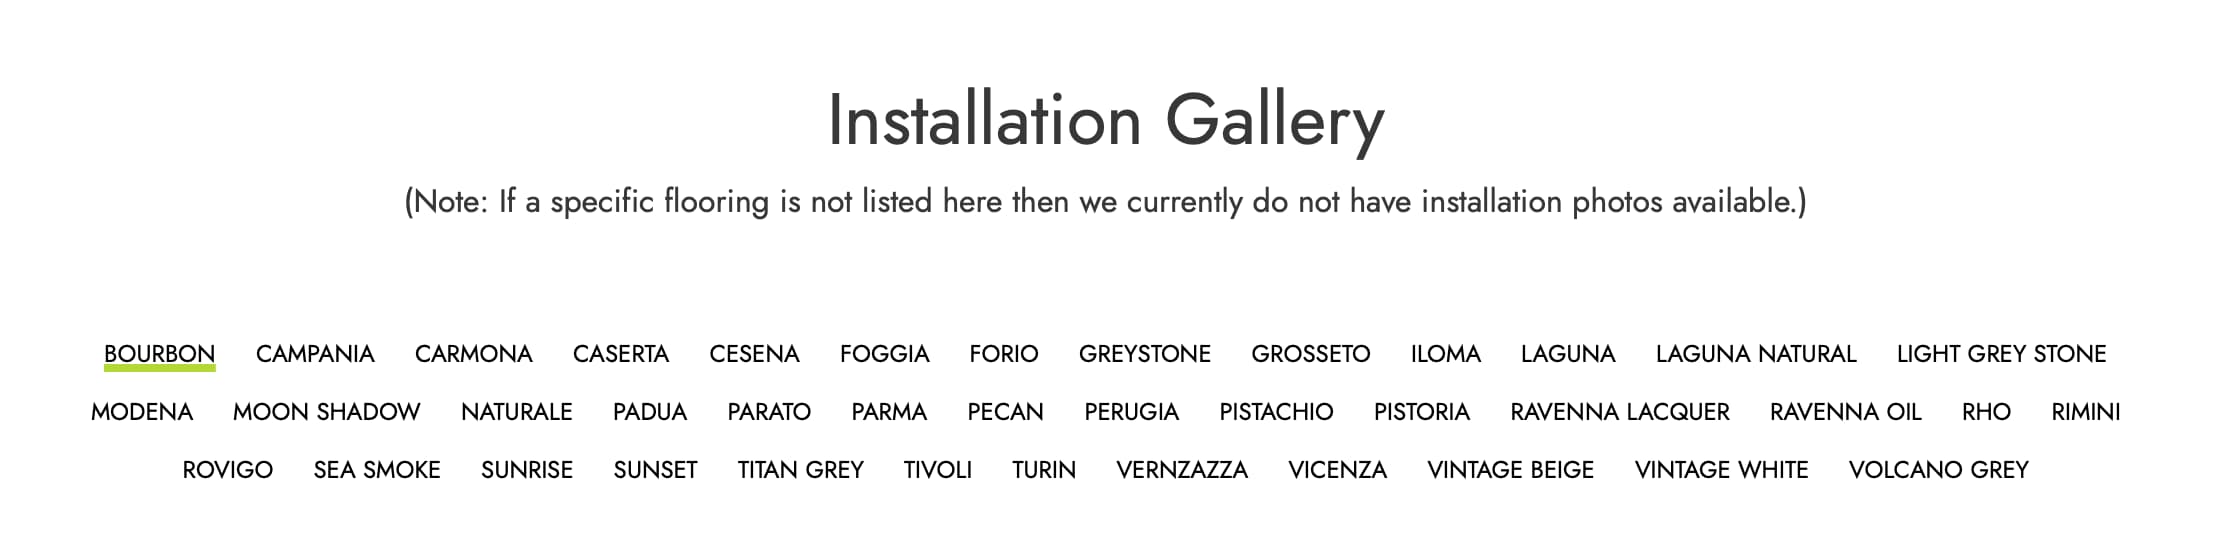 Installation Gallery
(Note: If a specific flooring is not listed here then we currently do not have installation photos available.)
BOURBON CAMPANIA CARMONA CASERTA CESENA FOGGIA FORIO GREYSTONE GROSSETO ILOMA LAGUNA LAGUNA NATURAL LIGHT GREY STONE
MODENA MOON SHADOW NATURALE PADUA PARATO PARMA PECAN PERUGIA PISTACHIO PISTORIA RAVENNA LACQUER RAVENNA OIL RHO RIMINI
ROVIGO SEA SMOKE SUNRISE SUNSET TITAN GREY TIVOLI TURIN VERNZAZZA VICENZA VINTAGE BEIGE VINTAGE WHITE VOLCANO GREY